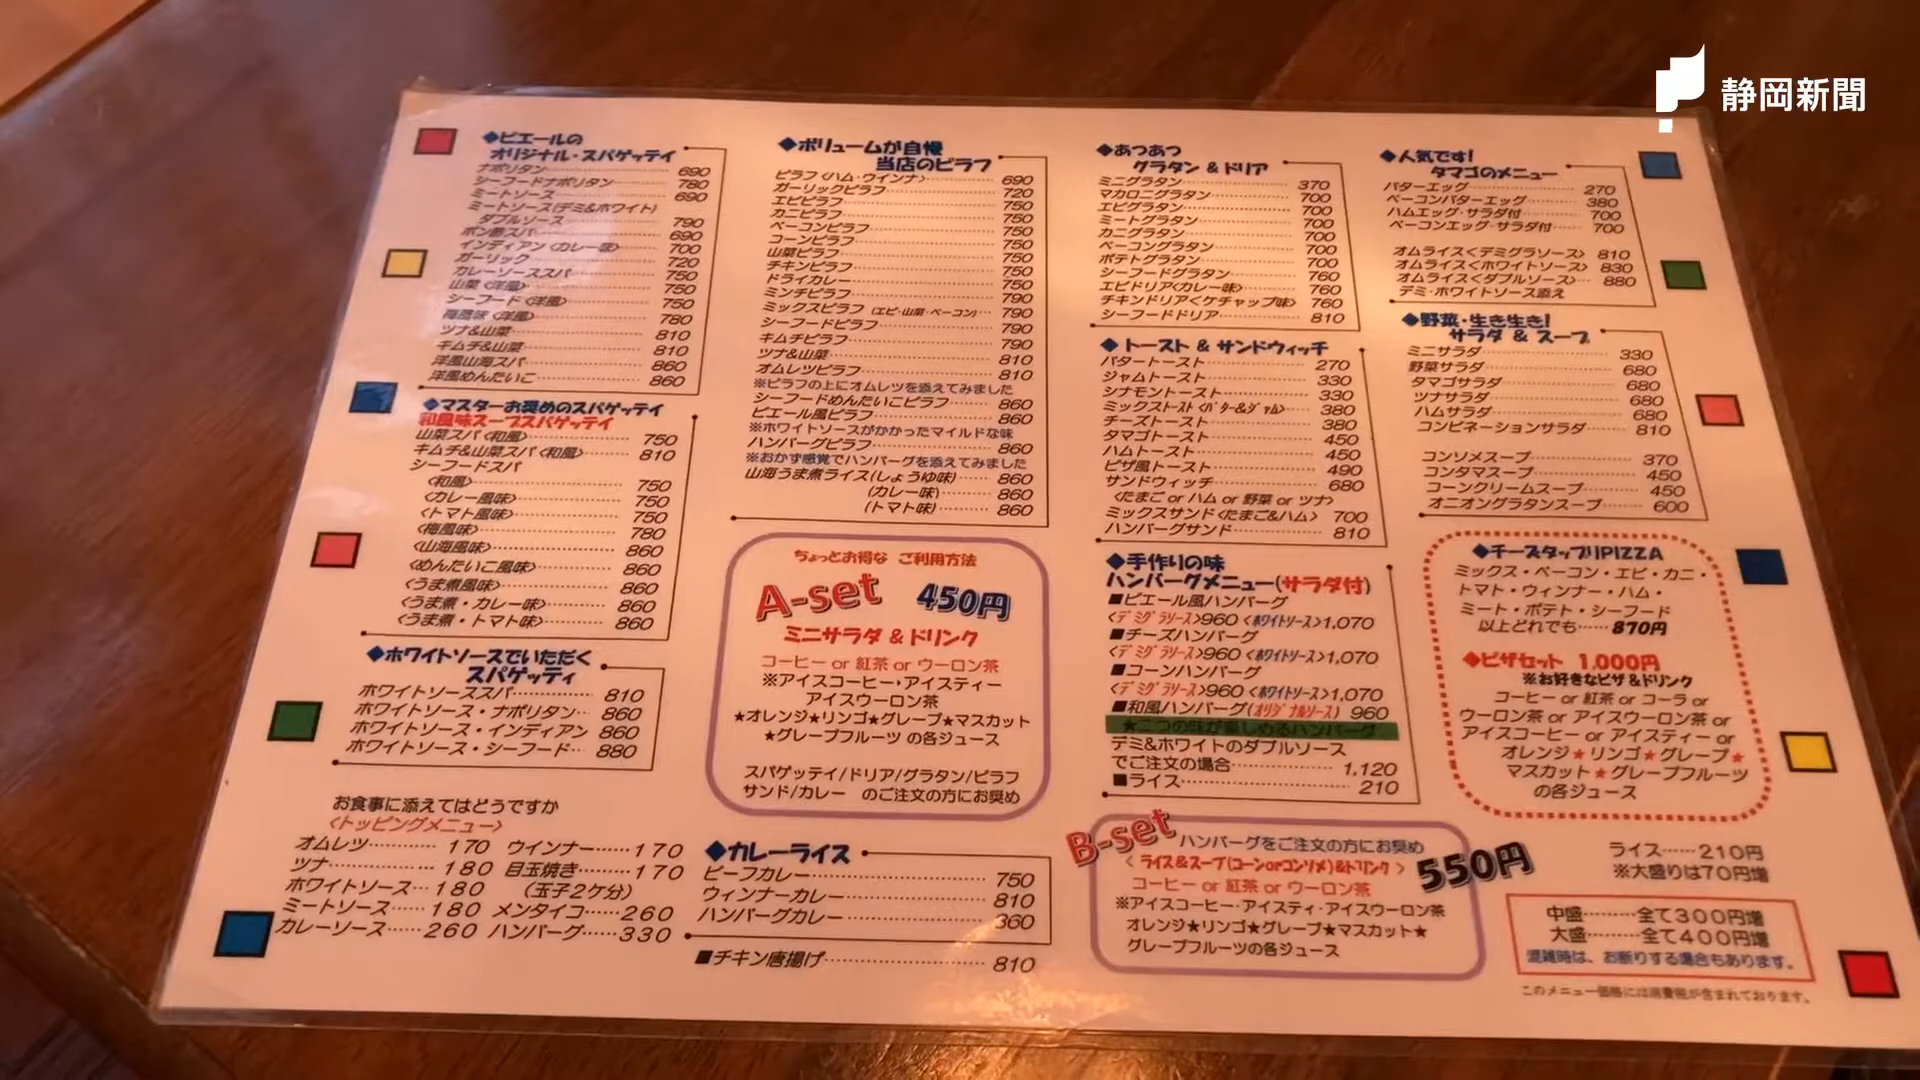 静岡新聞
◆ピエールの
オリジナル・スパゲッテイ
ナポリタン 690
シーフードナポリタン 780
ミートソース 690
ミートソース(デミ&ホワイト)
ダブルソース 790
ポン酢スパ 690
インディアン〈カレー味〉 700
ガーリック 720
カレーソーススパ 750
山菜〈洋風〉 750
シーフード〈洋風〉 750
梅風味〈洋風〉 780
ツナ&山菜 810
キムチ&山菜 810
洋風山海スパ 860
洋風めんたいこ 860
◆マスターお奨めのスパゲッテイ
和風味スープスパゲッテイ
山菜スパ〈和風〉 750
キムチ&山菜スパ〈和風〉 810
シーフードスパ
〈和風〉 750
〈カレー風味〉 750
〈トマト風味〉 750
〈梅風味〉 780
〈山海風味〉 860
〈めんたいこ風味〉 860
〈うま煮風味〉 860
〈うま煮・カレー味〉 860
〈うま煮・トマト味〉 860
◆ホワイトソースでいただく
スパゲッティ
ホワイトソーススパ 810
ホワイトソース・ナポリタン 860
ホワイトソース・インディアン 860
ホワイトソース・シーフード 880
お食事に添えてはどうですか
〈トッピングメニュー〉
オムレツ 170 ウインナー 170
ツナ 180 目玉焼き 170
ホワイトソース 180 (玉子2ケ分)
ミートソース 180 メンタイコ 260
カレーソース 260 ハンバーグ 330
◆ボリュームが自慢
当店のピラフ
ピラフ〈ハム・ウインナ〉 690
ガーリックピラフ 720
エビピラフ 750
カニピラフ 750
ベーコンピラフ 750
コーンピラフ 750
山菜ピラフ 750
チキンピラフ 750
ドライカレー 750
ミンチピラフ 790
ミックスピラフ (エビ・山菜・ベーコン) 790
シーフードピラフ 790
キムチピラフ 790
ツナ&山菜 810
オムレツピラフ 810
※ピラフの上にオムレツを添えてみました
シーフードめんたいこピラフ 860
ピエール風ピラフ 860
※ホワイトソースがかかったマイルドな味
ハンバーグピラフ 860
※おかず感覚でハンバーグを添えてみました
山海うま煮ライス(しょうゆ味) 860
(カレー味) 860
(トマト味) 860
ちょっとお得な ご利用方法
A-set 450円
ミニサラダ & ドリンク
コーヒー or 紅茶 or ウーロン茶
※アイスコーヒー・アイスティー
アイスウーロン茶
★オレンジ★リンゴ★グレープ★マスカット
★グレープフルーツ の各ジュース
スパゲッテイ/ドリア/グラタン/ピラフ
サンド/カレー のご注文の方にお奨め
◆カレーライス
ビーフカレー 750
ウィンナーカレー 810
ハンバーグカレー 860
■チキン唐揚げ 810
◆あつあつ
グラタン & ドリア
ミニグラタン 370
マカロニグラタン 700
エビグラタン 700
ミートグラタン 700
カニグラタン 700
ベーコングラタン 700
ポテトグラタン 700
シーフードグラタン 760
エビドリア〈カレー味〉 760
チキンドリア〈ケチャップ味〉 760
シーフードドリア 810
◆トースト & サンドウィッチ
バタートースト 270
ジャムトースト 330
シナモントースト 330
ミックストースト〈バター&ジャム〉 380
チーズトースト 380
タマゴトースト 450
ハムトースト 450
ピザ風トースト 490
サンドウィッチ 680
〈たまご or ハム or 野菜 or ツナ〉
ミックスサンド〈たまご&ハム〉 700
ハンバーグサンド 810
◆手作りの味
ハンバーグメニュー(サラダ付)
■ピエール風ハンバーグ
〈デミグラソース〉960〈ホワイトソース〉1,070
■チーズハンバーグ
〈デミグラソース〉960〈ホワイトソース〉1,070
■コーンハンバーグ
〈デミグラソース〉960〈ホワイトソース〉1,070
■和風ハンバーグ(オリジナルソース) 960
★二つの味が楽しめるハンバーグ
デミ&ホワイトのダブルソース
でご注文の場合 1,120
■ライス 210
B-set ハンバーグをご注文の方にお奨め
〈ライス&スープ(コーンorコンソメ)&ドリンク〉 550円
コーヒー or 紅茶 or ウーロン茶
※アイスコーヒー・アイスティ・アイスウーロン茶
オレンジ★リンゴ★グレープ★マスカット★
グレープフルーツの各ジュース
◆人気です!
タマゴのメニュー
バターエッグ 270
ベーコンバターエッグ 380
ハムエッグ・サラダ付 700
ベーコンエッグ・サラダ付 700
オムライス〈デミグラソース〉 810
オムライス〈ホワイトソース〉 830
オムライス〈ダブルソース〉 880
デミ・ホワイトソース添え
◆野菜・生き生き!
サラダ & スープ
ミニサラダ 330
野菜サラダ 680
タマゴサラダ 680
ツナサラダ 680
ハムサラダ 680
コンビネーションサラダ 810
コンソメスープ 370
コンタマスープ 450
コーンクリームスープ 450
オニオングラタンスープ 600
◆チーズタップリPIZZA
ミックス・ベーコン・エビ・カニ・
トマト・ウィンナー・ハム・
ミート・ポテト・シーフード
以上どれでも 870円
◆ピザセット 1,000円
※お好きなピザ&ドリンク
コーヒー or 紅茶 or コーラ or
ウーロン茶 or アイスウーロン茶 or
アイスコーヒー or アイスティー or
オレンジ★リンゴ★グレープ★
マスカット★グレープフルーツ
の各ジュース
ライス……210円
※大盛りは70円増
中盛………全て300円増
大盛………全て400円増
混雑時は、お断りする場合もあります。
このメニュー価格には消費税が含まれております。